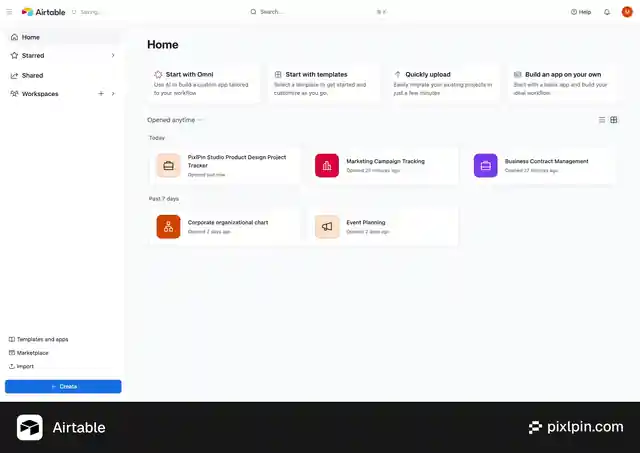 Airtable
Saving...
Search...
⌘ F
Help
M
Home
Starred
Shared
Workspaces
Home
Start with Omni
Use AI to build a custom app tailored
to your workflow
Start with templates
Select a template to get started and
customize as you go.
Quickly upload
Easily migrate your existing projects in
just a few minutes
Build an app on your own
Start with a blank app and build your
ideal workflow.
Opened anytime
Today
PixlPin Studio Product Design Project
Tracker
Opened just now
Marketing Campaign Tracking
Business Contract Management
Past 7 days
Corporate organizational chart
Opened 2 days ago
Event Planning
Opened 2 days ago
Templates and apps
Marketplace
Import
+ Create
Airtable
pixlpin.com